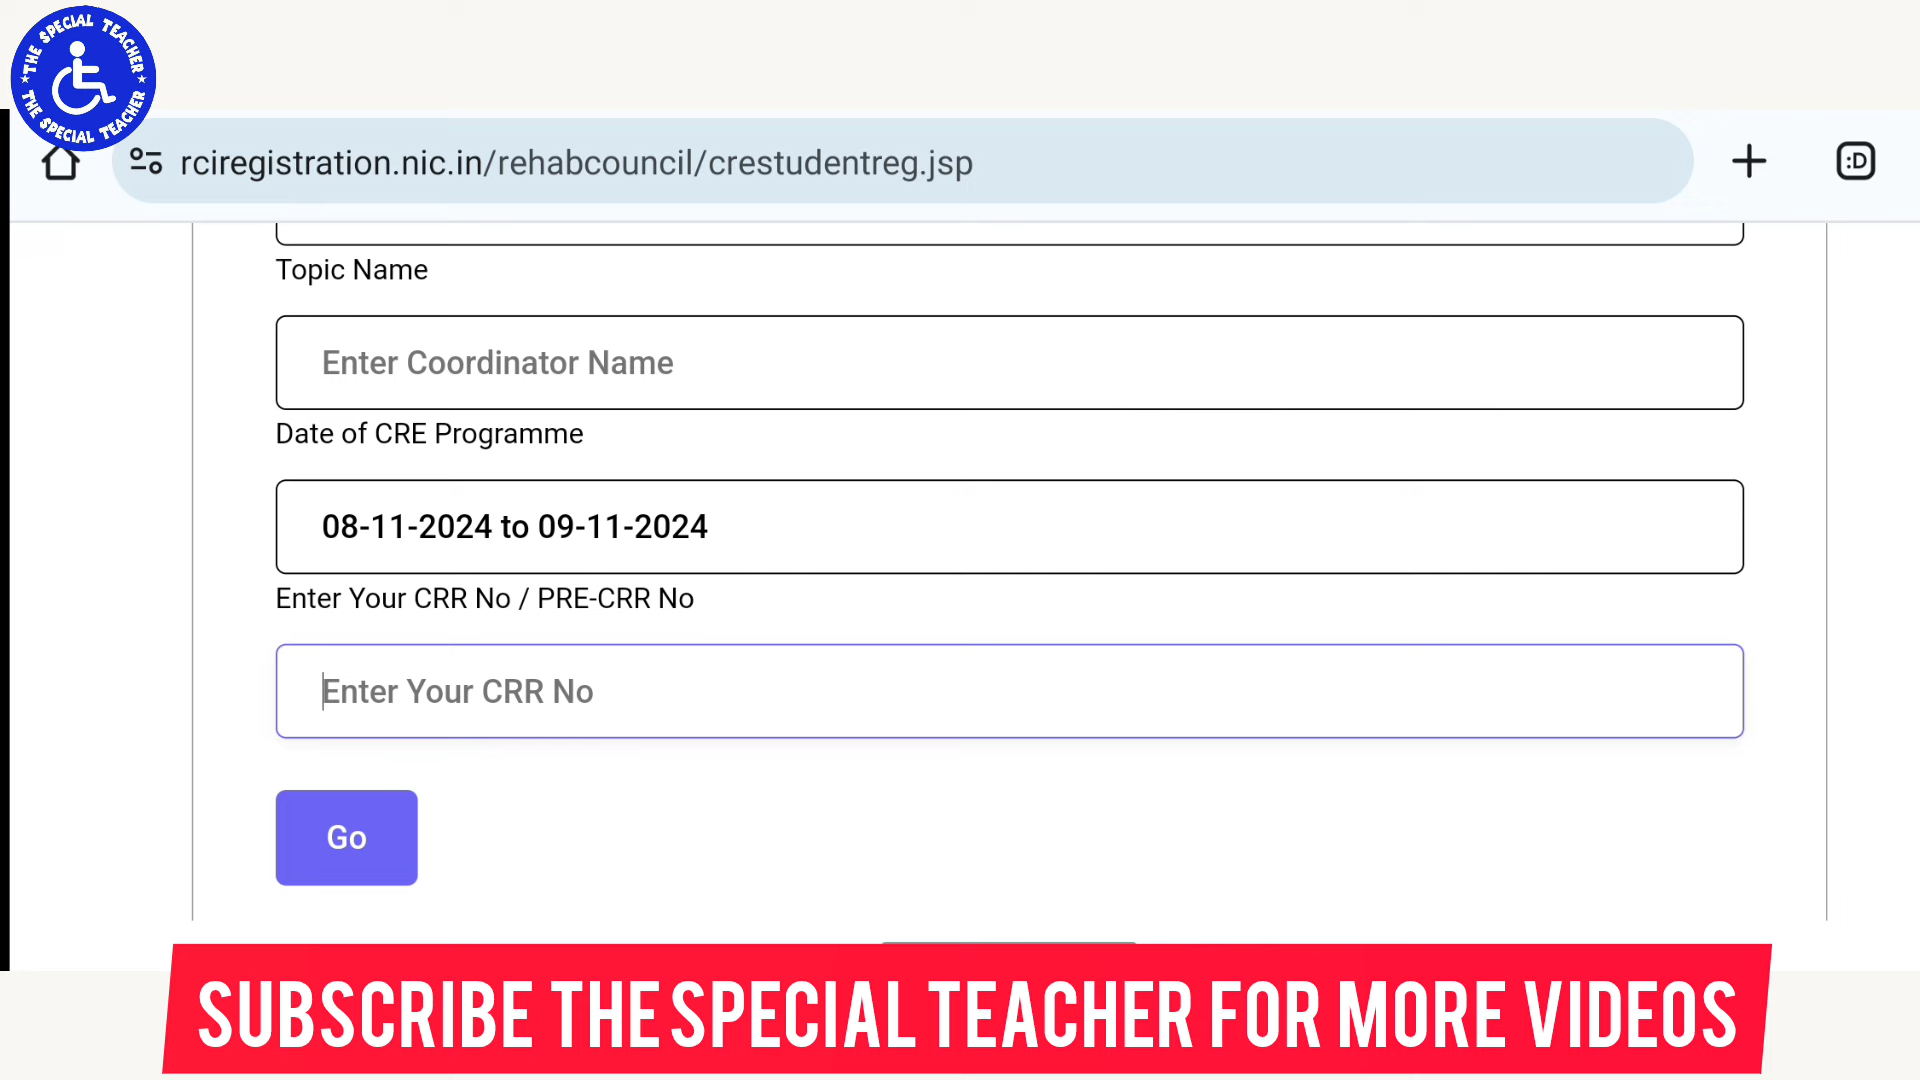 THE SPECIAL TEACHER
THE SPECIAL TEACHER
rciregistration.nic.in/rehabcouncil/crestudentreg.jsp
:D
Topic Name
Enter Coordinator Name
Date of CRE Programme
08-11-2024 to 09-11-2024
Enter Your CRR No / PRE-CRR No
Enter Your CRR No
Go
SUBSCRIBE THE SPECIAL TEACHER FOR MORE VIDEOS